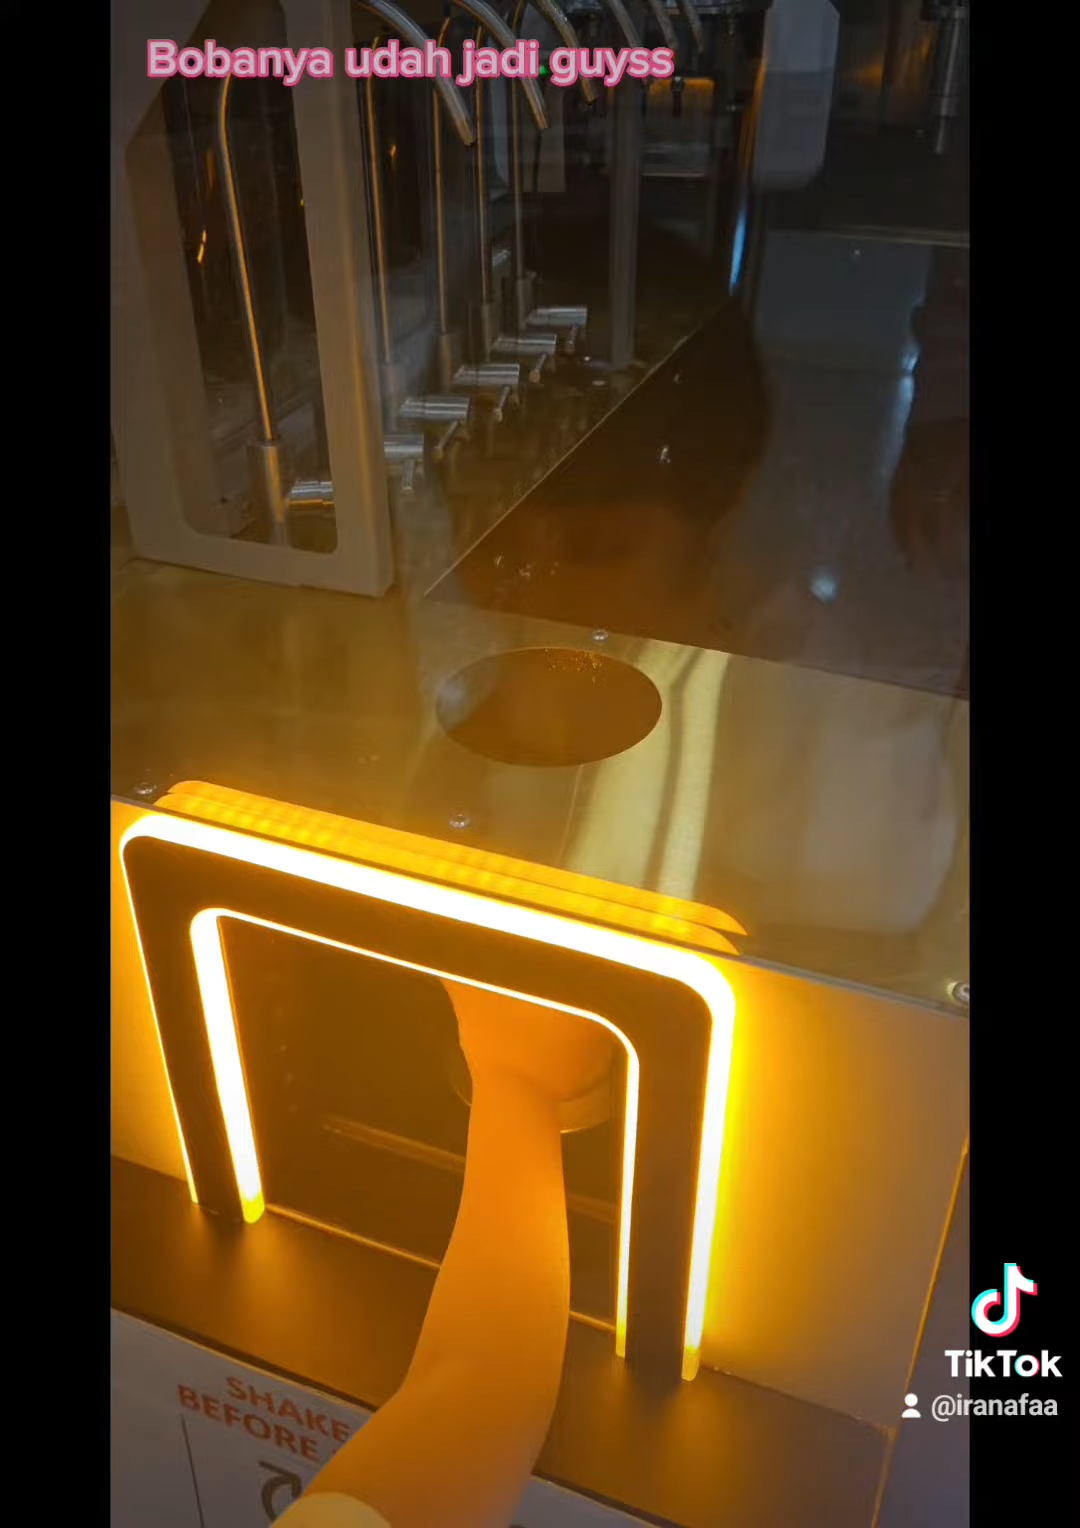 Bobanya udah jadi guyss
TikTok
@iranafaa
SHAKE
BEFORE